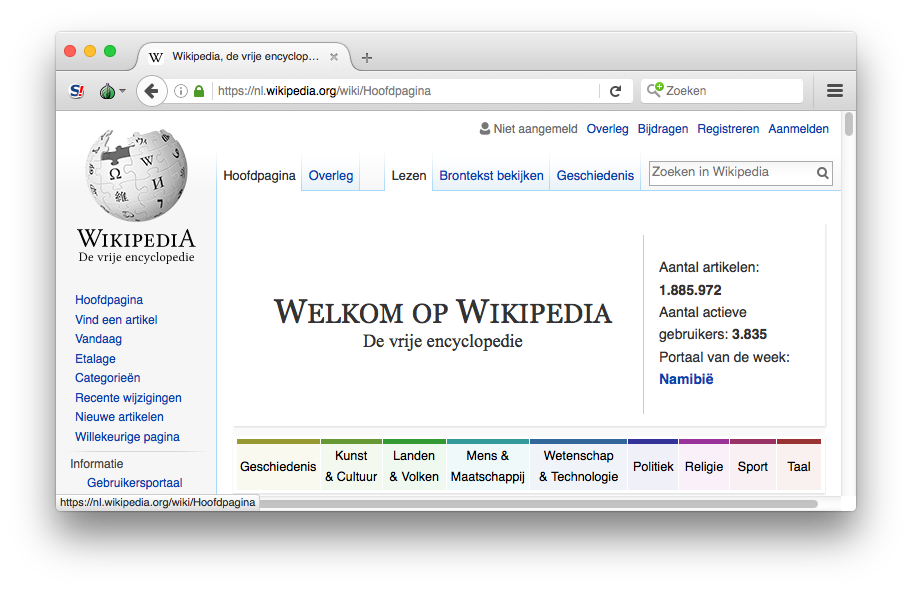 Wikipedia, de vrije encyclop…
https://nl.wikipedia.org/wiki/Hoofdpagina
Zoeken
Niet aangemeld Overleg Bijdragen Registreren Aanmelden
Hoofdpagina Overleg Lezen Brontekst bekijken Geschiedenis
Zoeken in Wikipedia
WIKIPEDIA
De vrije encyclopedie
Hoofdpagina
Vind een artikel
Vandaag
Etalage
Categorieën
Recente wijzigingen
Nieuwe artikelen
Willekeurige pagina
Informatie
Gebruikersportaal
WELKOM OP WIKIPEDIA
De vrije encyclopedie
Aantal artikelen:
1.885.972
Aantal actieve
gebruikers: 3.835
Portaal van de week:
Namibië
Geschiedenis
Kunst
& Cultuur
Landen
& Volken
Mens &
Maatschappij
Wetenschap
& Technologie
Politiek
Religie
Sport
Taal
https://nl.wikipedia.org/wiki/Hoofdpagina